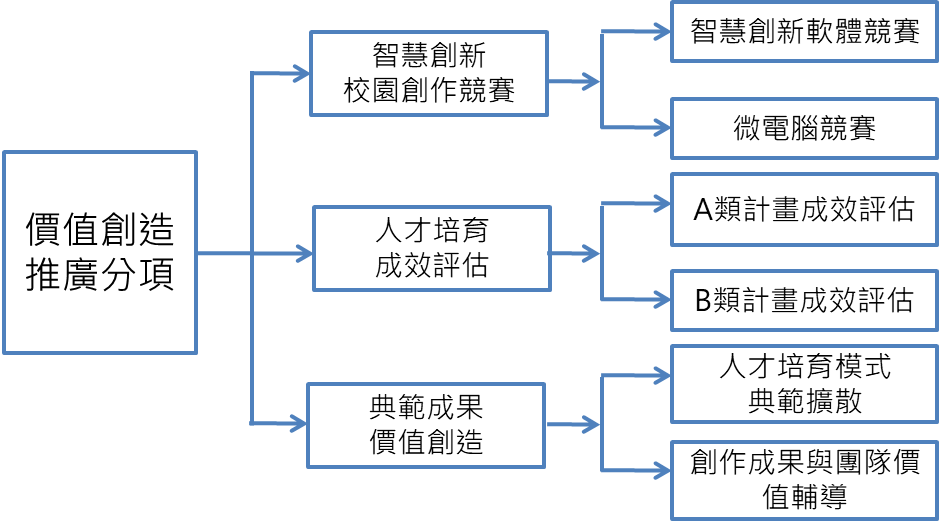 價值創造
推廣分項
智慧創新
校園創作競賽
智慧創新軟體競賽
微電腦競賽
人才培育
成效評估
A類計畫成效評估
B類計畫成效評估
典範成果
價值創造
人才培育模式
典範擴散
創作成果與團隊價
值輔導